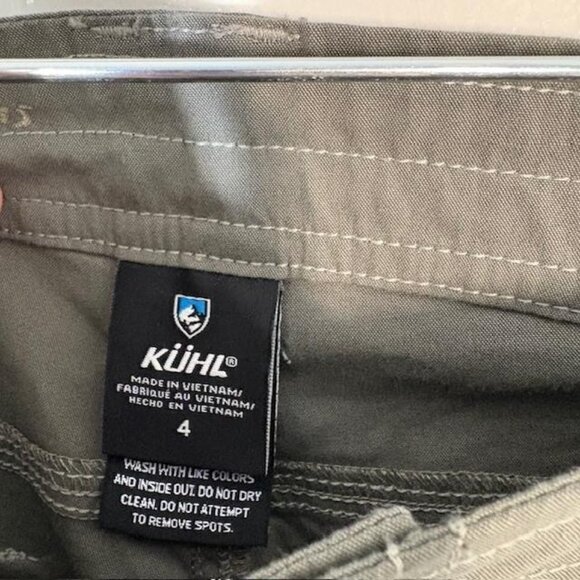 KÜHL®
MADE IN VIETNAM/
FABRIQUÉ AU VIETNAM/
HECHO EN VIETNAM
4
WASH WITH LIKE COLORS
AND INSIDE OUT. DO NOT DRY
CLEAN. DO NOT ATTEMPT
TO REMOVE SPOTS.